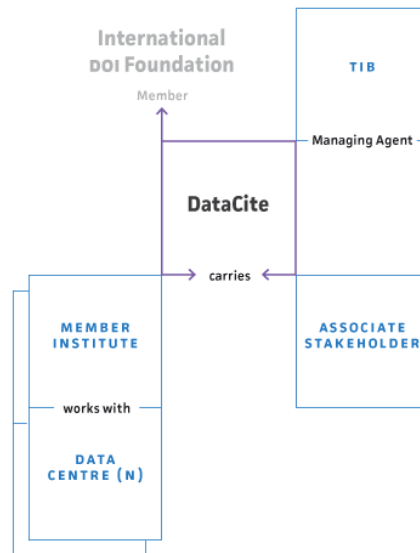 International
DOI Foundation
Member
TIB
Managing Agent
DataCite
carries
MEMBER
INSTITUTE
ASSOCIATE
STAKEHOLDER
works with
DATA
CENTRE (N)